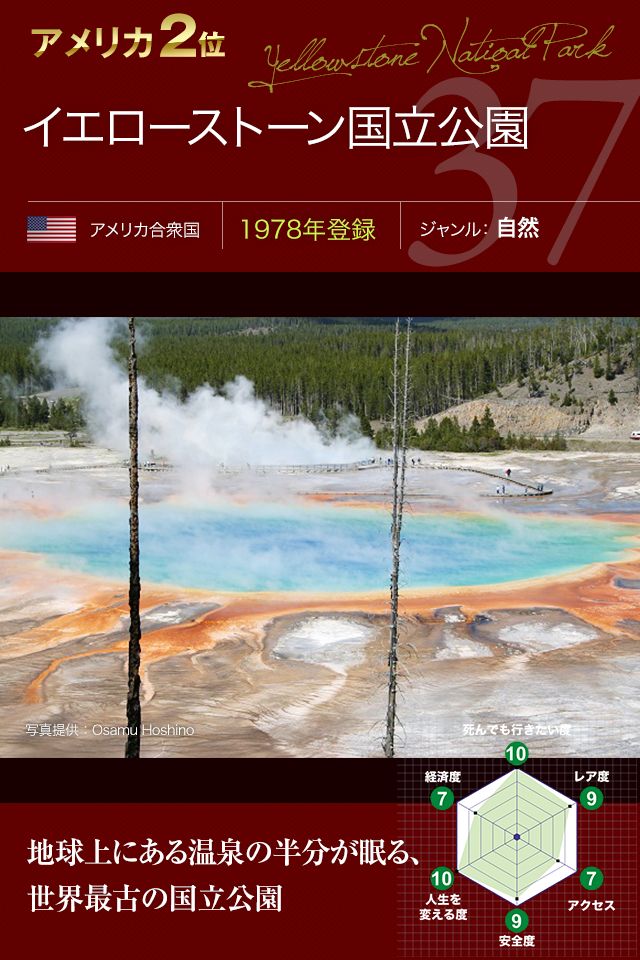 アメリカ2位
Yellowstone Natioal Park
37
イエローストーン国立公園
アメリカ合衆国
1978年登録
ジャンル： 自然
写真提供：Osamu Hoshino
死んでも行きたい度
10
経済度
7
レア度
9
10
人生を
変える度
7
アクセス
9
安全度
地球上にある温泉の半分が眠る、
世界最古の国立公園